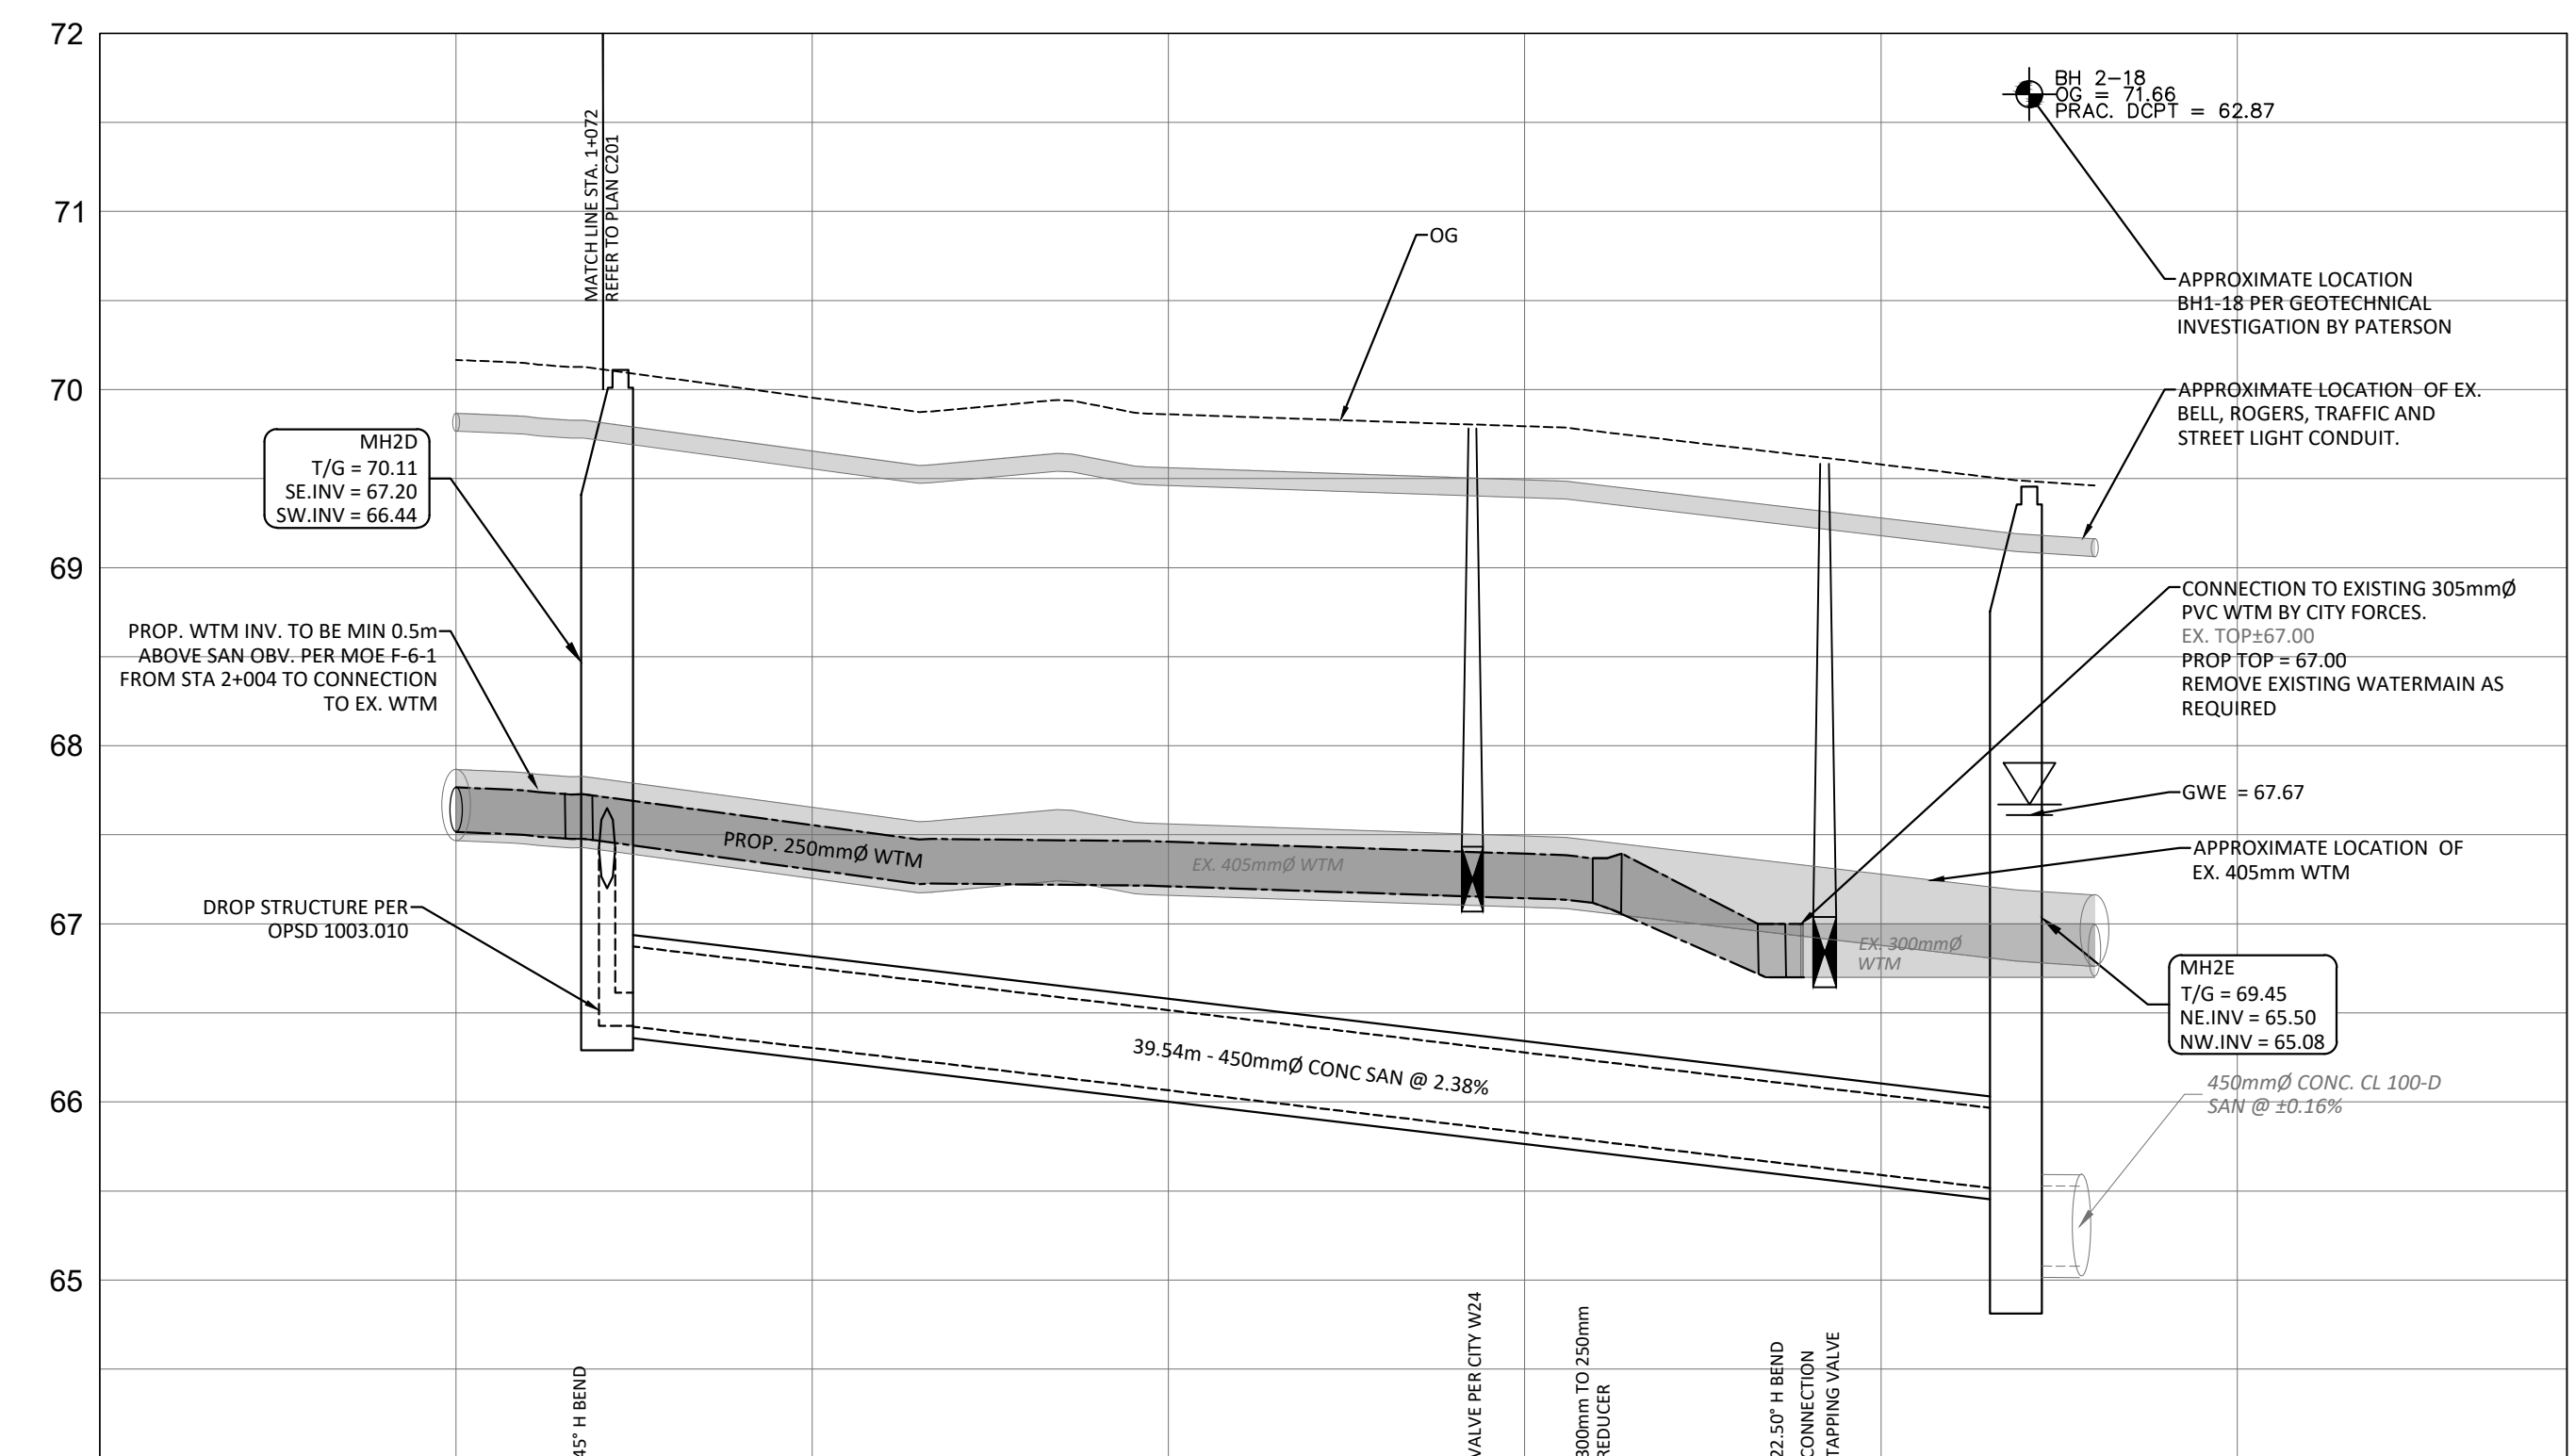 72
71
70
69
68
67
66
65
MATCH LINE STA. 1+072
REFER TO PLAN C201
BH 2-18
OG = 71.66
PRAC. DCPT = 62.87
OG
APPROXIMATE LOCATION
BH1-18 PER GEOTECHNICAL
INVESTIGATION BY PATERSON
APPROXIMATE LOCATION OF EX.
BELL, ROGERS, TRAFFIC AND
STREET LIGHT CONDUIT.
MH2D
T/G = 70.11
SE.INV = 67.20
SW.INV = 66.44
PROP. WTM INV. TO BE MIN 0.5m
ABOVE SAN OBV. PER MOE F-6-1
FROM STA 2+004 TO CONNECTION
TO EX. WTM
CONNECTION TO EXISTING 305mmØ
PVC WTM BY CITY FORCES.
EX. TOP±67.00
PROP TOP = 67.00
REMOVE EXISTING WATERMAIN AS
REQUIRED
GWE = 67.67
PROP. 250mmØ WTM
EX. 405mmØ WTM
APPROXIMATE LOCATION OF
EX. 405mm WTM
DROP STRUCTURE PER
OPSD 1003.010
EX. 300mmØ
WTM
MH2E
T/G = 69.45
NE.INV = 65.50
NW.INV = 65.08
39.54m - 450mmØ CONC SAN @ 2.38%
450mmØ CONC. CL 100-D
SAN @ ±0.16%
45° H BEND
VALVE PER CITY W24
300mm TO 250mm
REDUCER
22.50° H BEND
CONNECTION
TAPPING VALVE